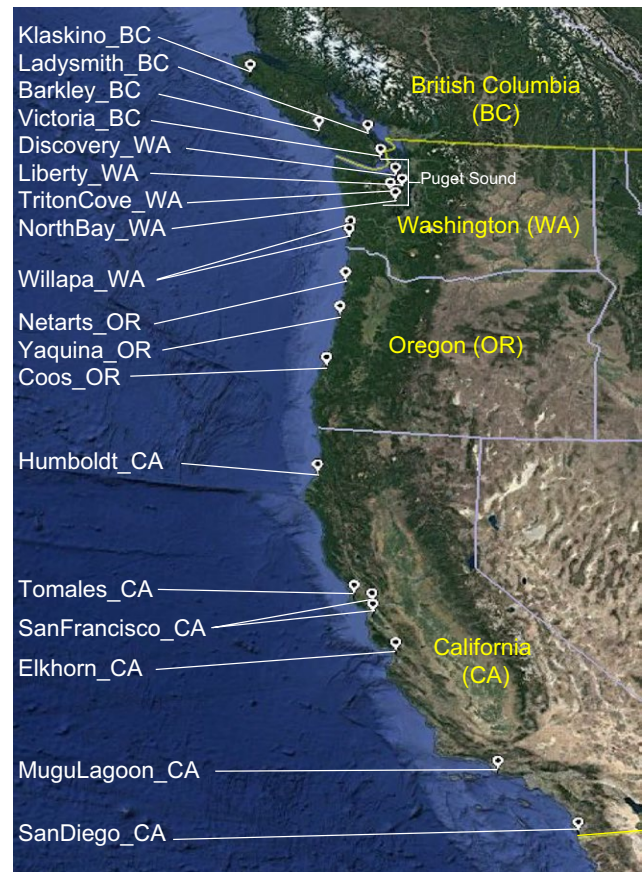 Klaskino_BC
Ladysmith_BC
Barkley_BC
Victoria_BC
Discovery_WA
Liberty_WA
TritonCove_WA
NorthBay_WA
Willapa_WA
Netarts_OR
Yaquina_OR
Coos_OR
Humboldt_CA
Tomales_CA
SanFrancisco_CA
Elkhorn_CA
MuguLagoon_CA
SanDiego_CA
British Columbia
(BC)
Puget Sound
Washington (WA)
Oregon (OR)
California
(CA)